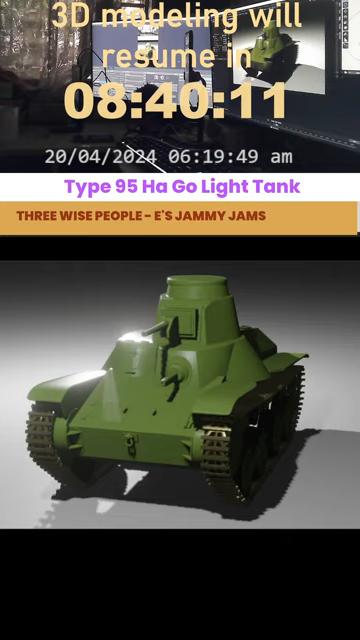 3D modeling will
resume in
08:40:11
20/04/2024 06:19:49 am
Type 95 Ha Go Light Tank
THREE WISE PEOPLE - E'S JAMMY JAMS